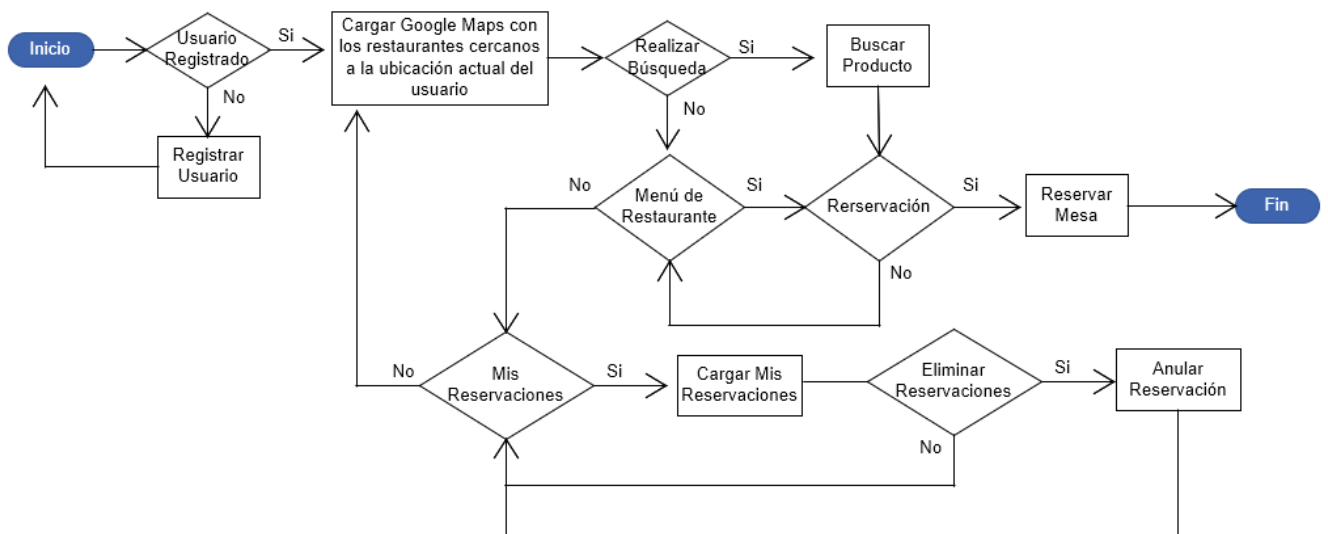 Inicio
Usuario
Registrado
Si
No
Registrar
Usuario
Cargar Google Maps con
los restaurantes cercanos
a la ubicación actual del
usuario
Realizar
Búsqueda
Si
No
Buscar
Producto
Menú de
Restaurante
No
Si
Rerservación
Si
No
Reservar
Mesa
Fin
Mis
Reservaciones
No
Si
Cargar Mis
Reservaciones
Eliminar
Reservaciones
Si
No
Anular
Reservación